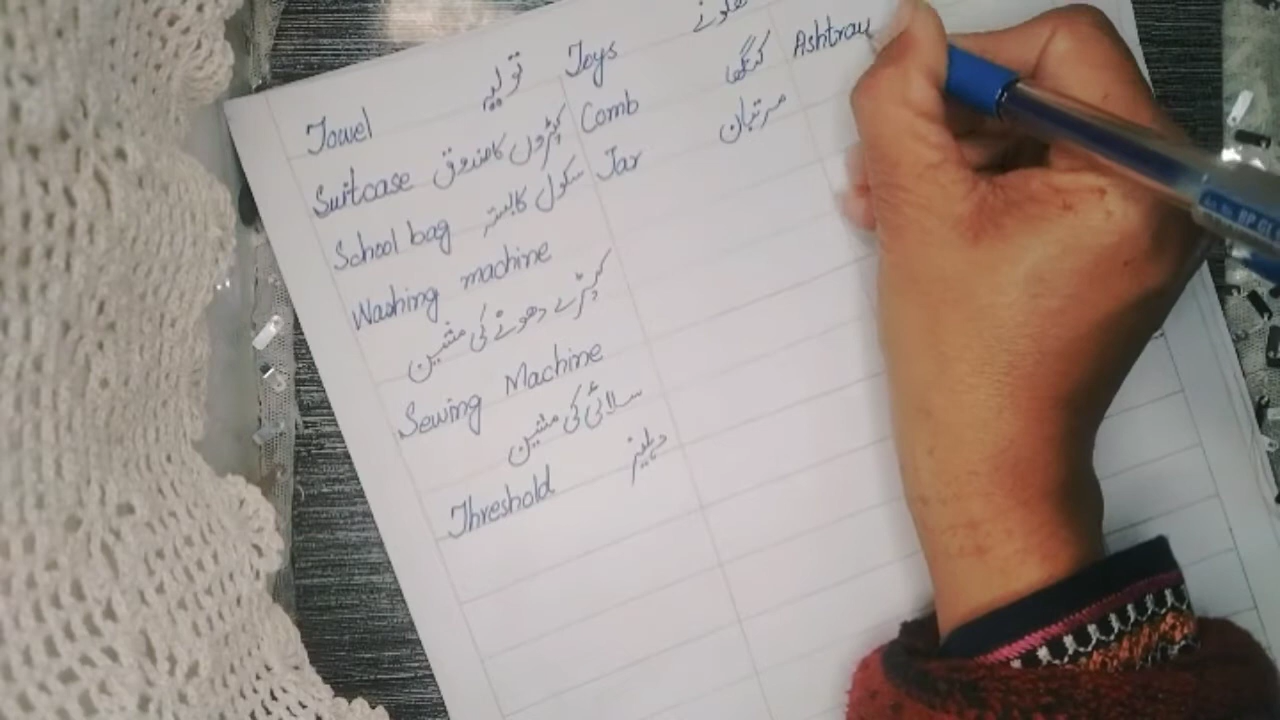 Towel تولیہ
Suitcase کپڑوں کا صندوق
School bag سکول کا بستہ
Washing machine
کپڑے دھونے کی مشین
Sewing Machine
سلائی کی مشین
Threshold دہلیز
Toys
Comb کنگھا
Jar مرتبان
Ashtray